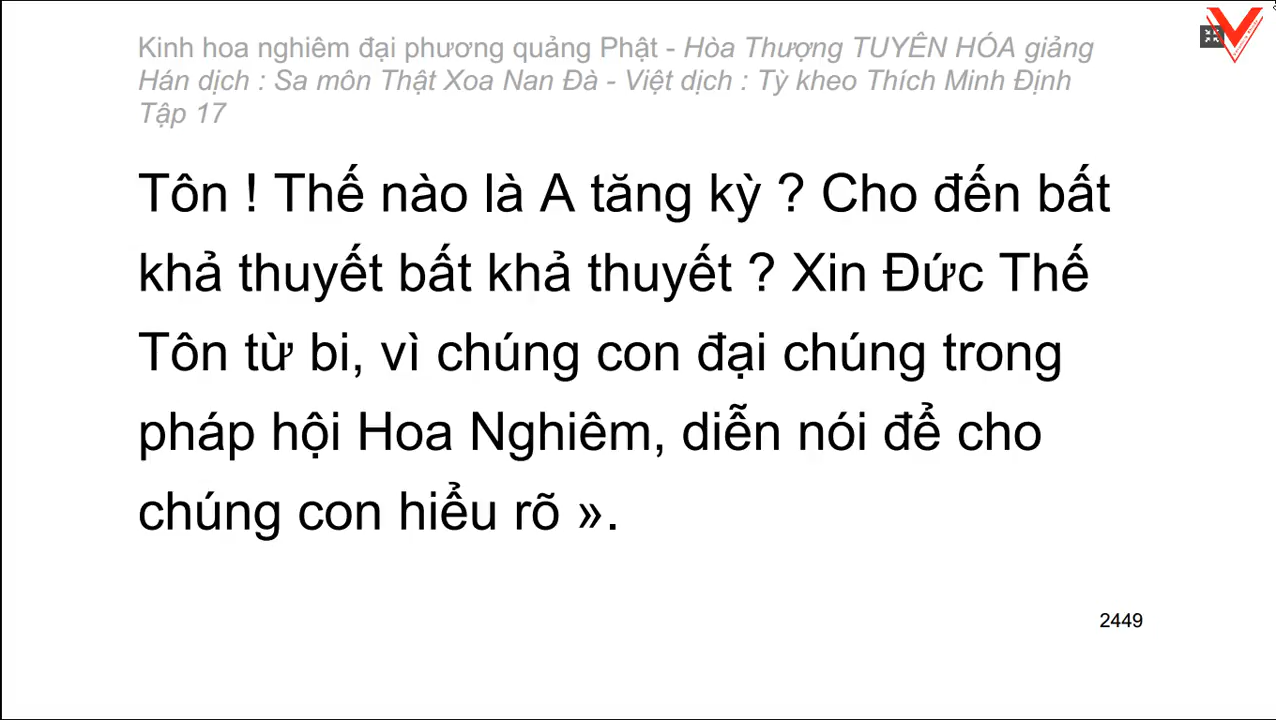 Kinh hoa nghiêm đại phương quảng Phật - Hòa Thượng TUYÊN HÓA giảng
Hán dịch : Sa môn Thật Xoa Nan Đà - Việt dịch : Tỳ kheo Thích Minh Định
Tập 17
Tôn ! Thế nào là A tăng kỳ ? Cho đến bất
khả thuyết bất khả thuyết ? Xin Đức Thế
Tôn từ bi, vì chúng con đại chúng trong
pháp hội Hoa Nghiêm, diễn nói để cho
chúng con hiểu rõ ».
2449